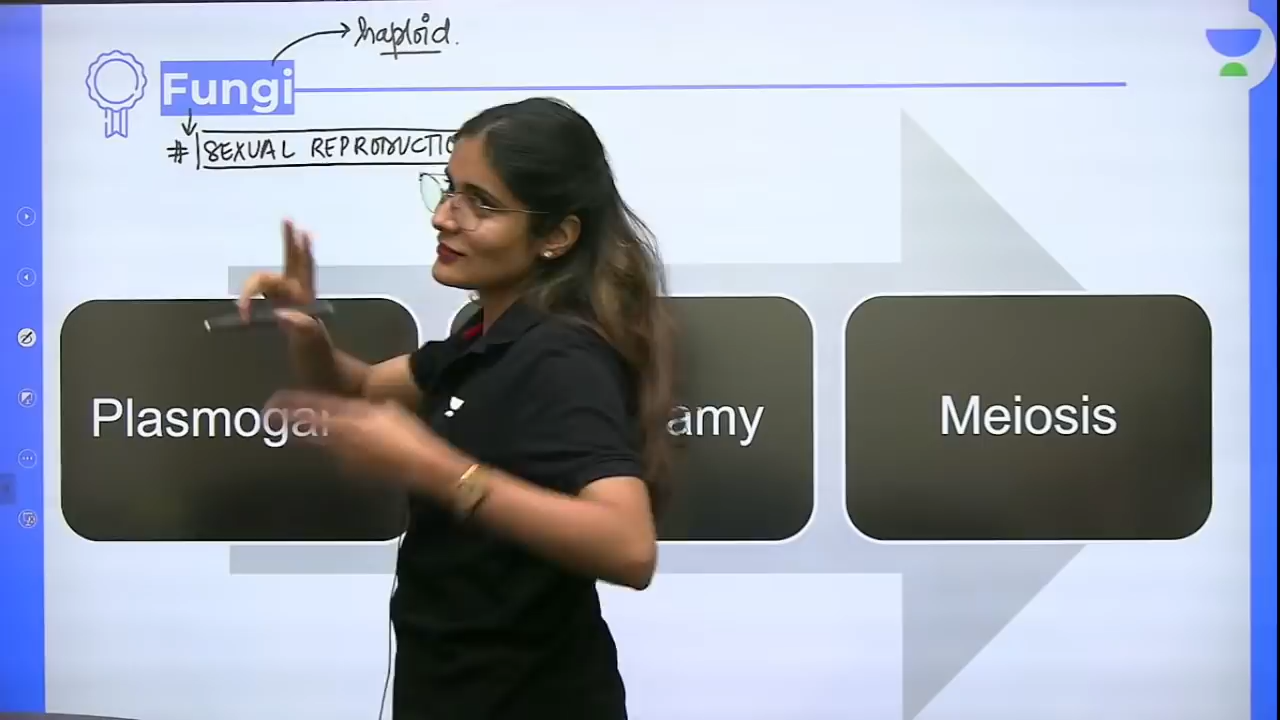 haploid.
Fungi
# SEXUAL REPRODUCTIO
Plasmoga
amy
Meiosis